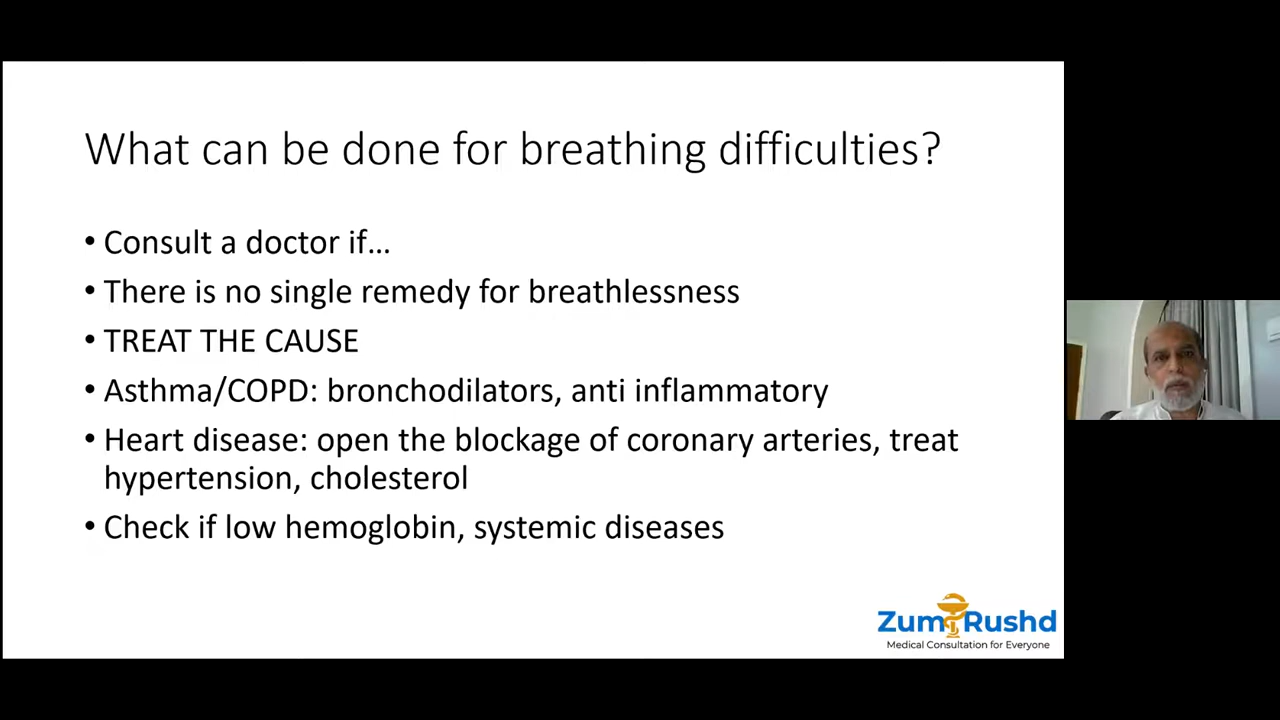 What can be done for breathing difficulties?
• Consult a doctor if...
• There is no single remedy for breathlessness
• TREAT THE CAUSE
• Asthma/COPD: bronchodilators, anti inflammatory
• Heart disease: open the blockage of coronary arteries, treat
hypertension, cholesterol
• Check if low hemoglobin, systemic diseases
Zum Rushd
Medical Consultation for Everyone